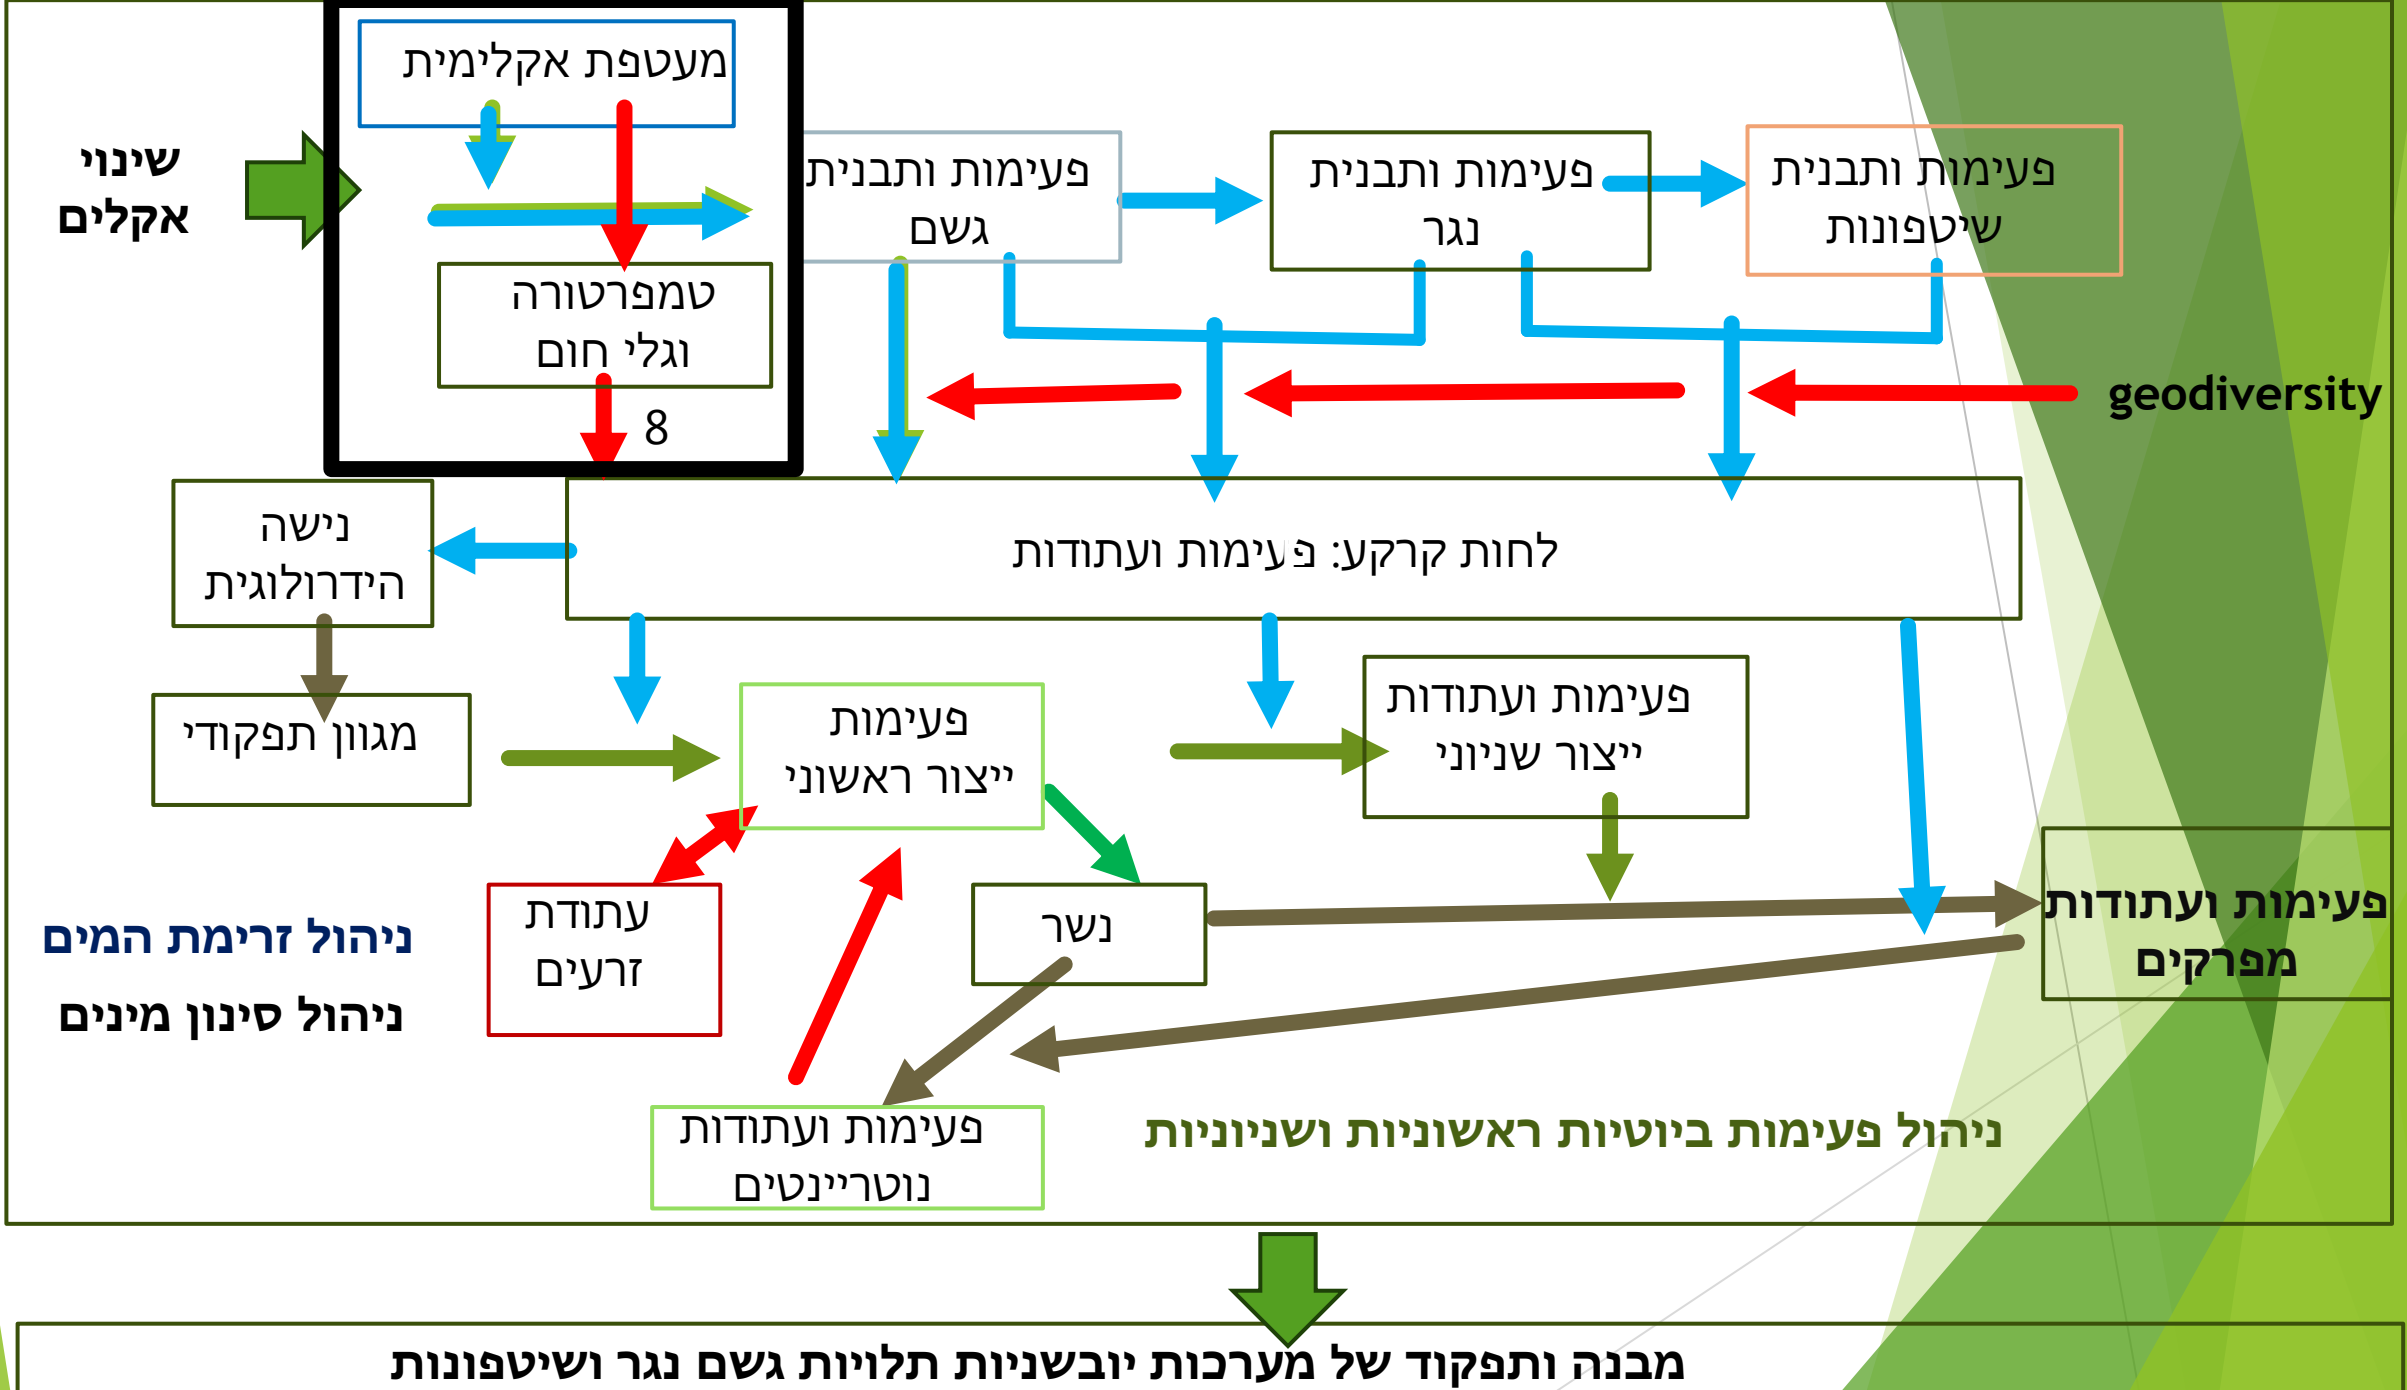 מעטפת אקלימית
שינוי
אקלים
פעימות ותבנית
גשם
פעימות ותבנית
נגר
פעימות ותבנית
שיטפונות
טמפרטורה
וגלי חום
8
geodiversity
נישה
הידרולוגית
לחות קרקע: פעימות ועתודות
מגוון תפקודי
פעימות
ייצור ראשוני
פעימות ועתודות
ייצור שניוני
ניהול זרימת המים
ניהול סינון מינים
עתודת
זרעים
נשר
פעימות ועתודות
מפרקים
פעימות ועתודות
נוטריינטים
ניהול פעימות ביוטיות ראשוניות ושניוניות
מבנה ותפקוד של מערכות יובשניות תלויות גשם נגר ושיטפונות